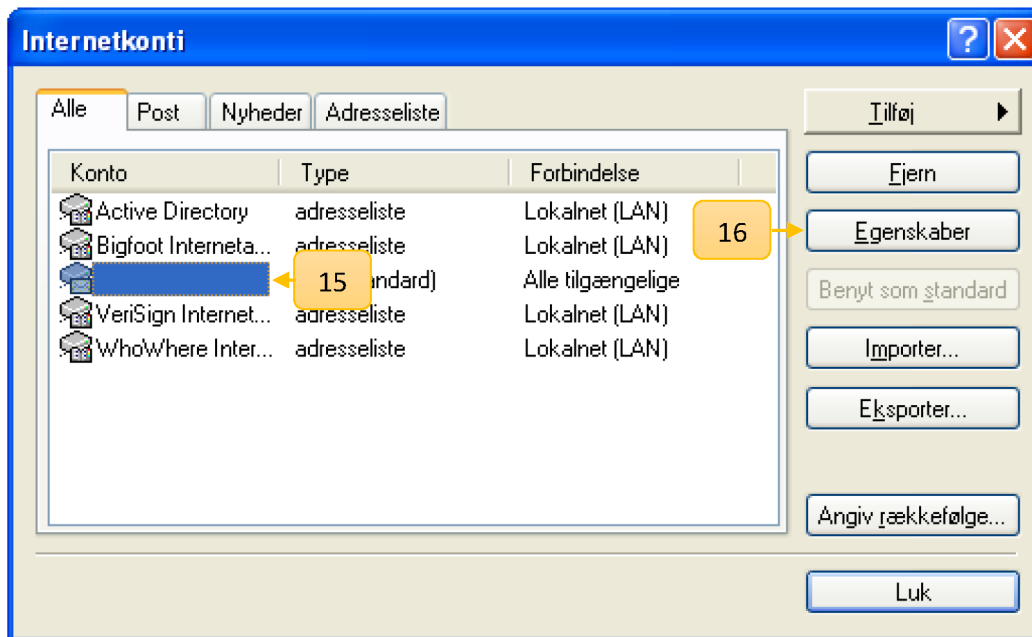 Internetkonti
Alle Post Nyheder Adresseliste
Tilføj
Konto Type Forbindelse
Fjern
Active Directory adresseliste Lokalnet (LAN)
16 Egenskaber
Bigfoot Interneta... adresseliste Lokalnet (LAN)
15 andard) Alle tilgængelige
Benyt som standard
VeriSign Internet... adresseliste Lokalnet (LAN)
WhoWhere Inter... adresseliste Lokalnet (LAN)
Importer...
Eksporter...
Angiv rækkefølge...
Luk